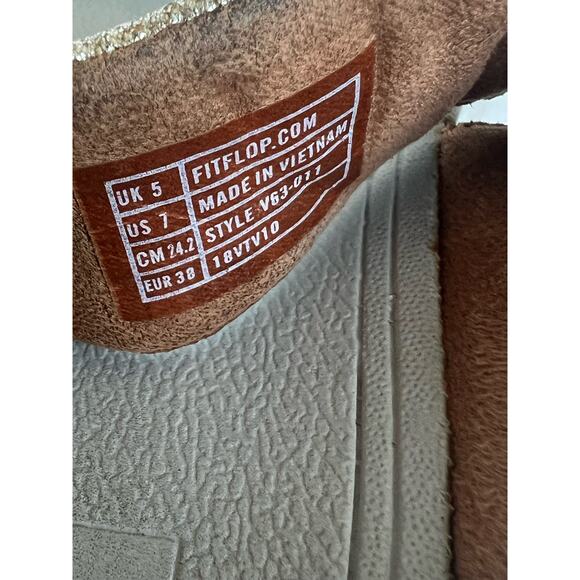 UK 5 FITFLOP.COM
US 7 MADE IN VIETNAM
CM 24.2 STYLE V63-011
EUR 38 18VTV10